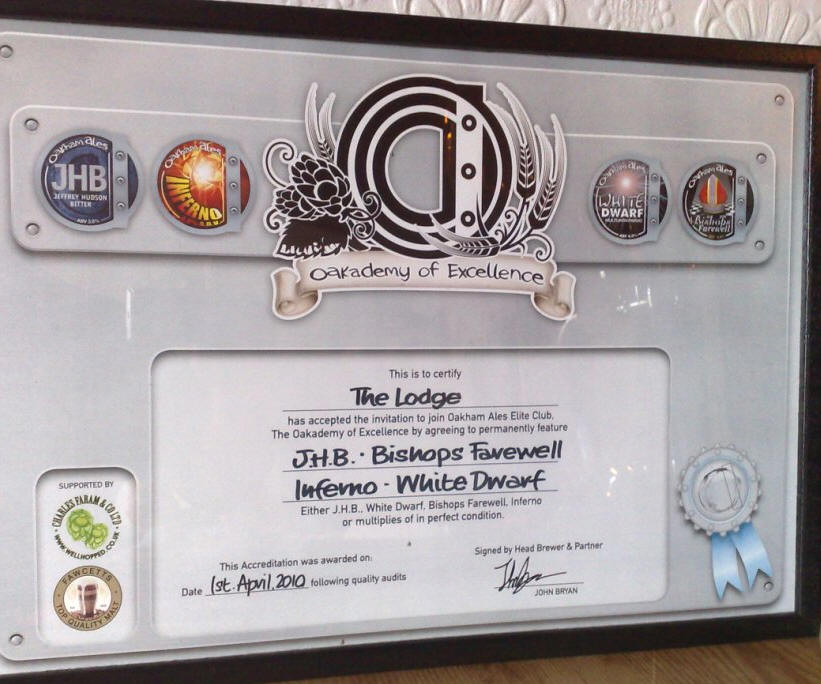 Oakham ales
JHB
JEFFREY HUDSON
BITTER
ABV 3.8%
Oakham Ales
INFERNO
Oakham ales
WHITE
DWARF
Oakham ales
Bishops
Farewell
Oakademy of Excellence
This is to certify
The Lodge
has accepted the invitation to join Oakham Ales Elite Club,
The Oakademy of Excellence by agreeing to permanently feature
J.H.B. · Bishops Farewell
Inferno - White Dwarf
Either J.H.B., White Dwarf, Bishops Farewell, Inferno
or multiples of in perfect condition.
This Accreditation was awarded on:
Date 1st. April. 2010 following quality audits
Signed by Head Brewer & Partner
JOHN BRYAN
SUPPORTED BY
CHARLES FARAM & CO LTD
WWW.WELLHOPPED.CO.UK
FAWCETTS
TOP QUALITY MALT